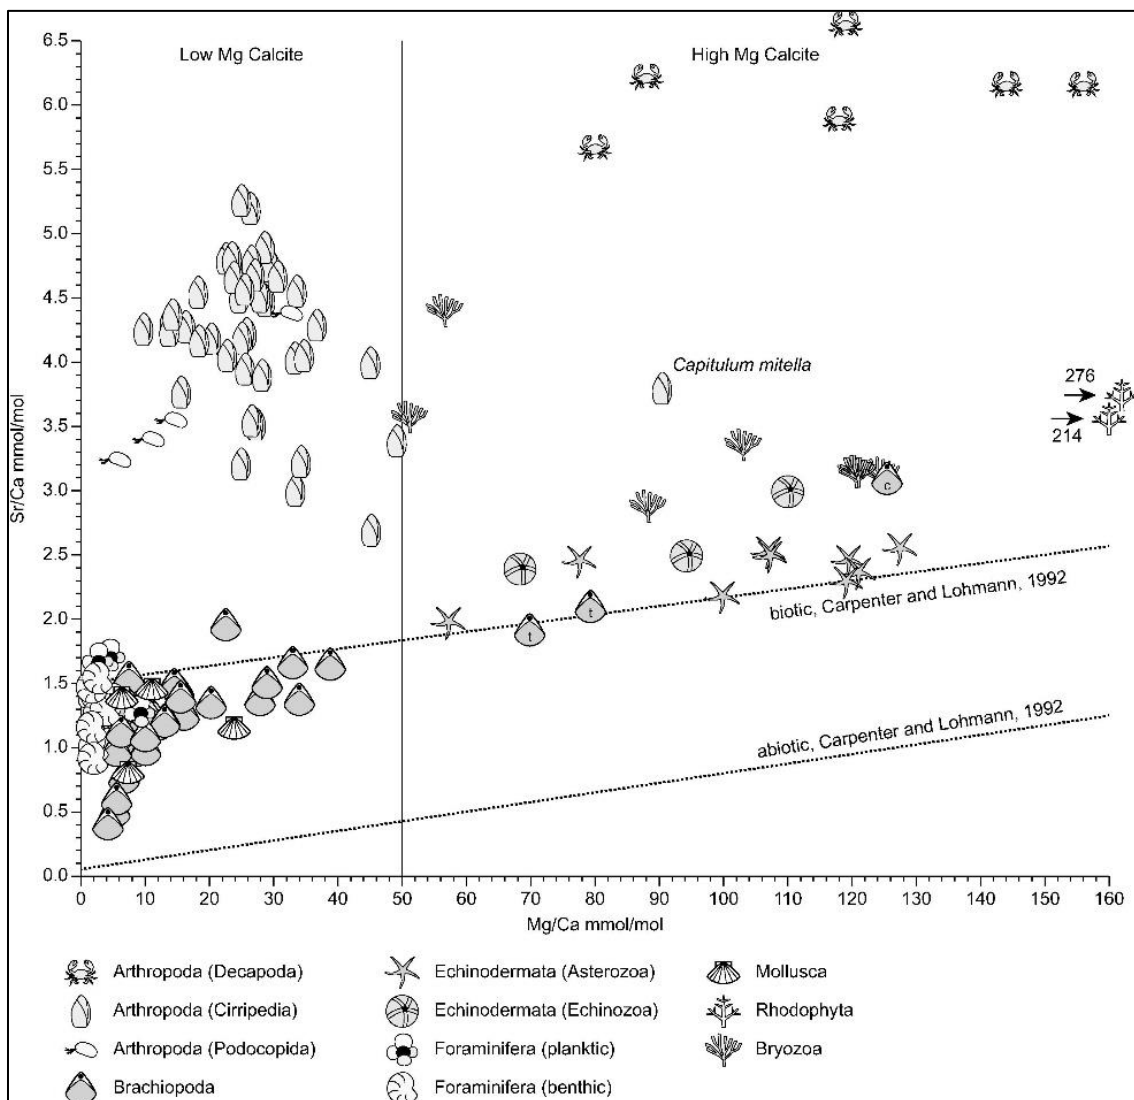 Low Mg Calcite
High Mg Calcite
6.5
6.0
5.5
5.0
4.5
4.0
3.5
3.0
2.5
2.0
1.5
1.0
0.5
0.0
Sr/Ca mmol/mol
Capitulum mitella
276
214
c
t
t
biotic, Carpenter and Lohmann, 1992
abiotic, Carpenter and Lohmann, 1992
0 10 20 30 40 50 60 70 80 90 100 110 120 130 140 150 160
Mg/Ca mmol/mol
Arthropoda (Decapoda)
Arthropoda (Cirripedia)
Arthropoda (Podocopida)
Brachiopoda
Echinodermata (Asterozoa)
Echinodermata (Echinozoa)
Foraminifera (planktic)
Foraminifera (benthic)
Mollusca
Rhodophyta
Bryozoa